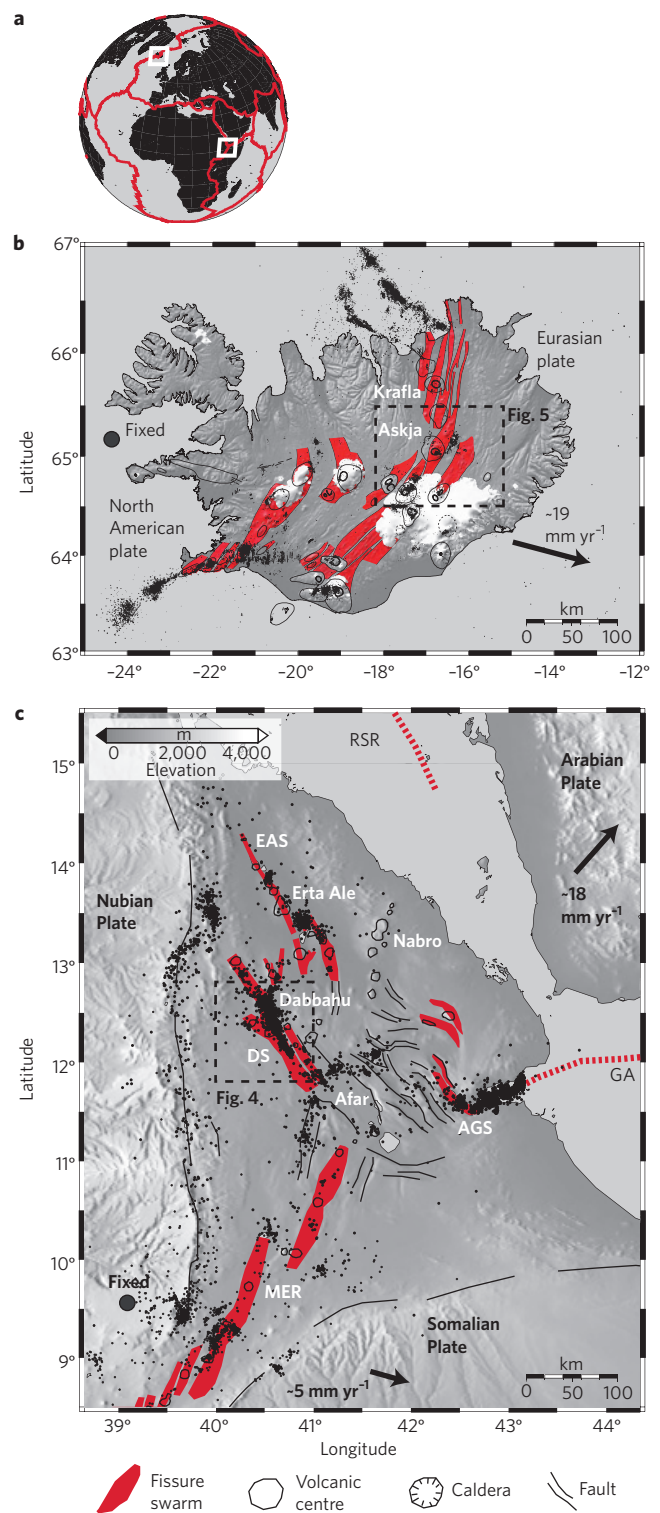 a
b
67°
66°
65°
64°
63°
Latitude
Eurasian
plate
Krafla
Fig. 5
Askja
Fixed
North
American
plate
~19
mm yr⁻¹
km
0 50 100
–24° –22° –20° –18° –16° –14° –12°
c
m
0 2,000 4,000
Elevation
RSR
Arabian
Plate
15°
EAS
14°
~18
mm yr⁻¹
Erta Ale
Nubian
Plate
Nabro
13°
Dabbahu
Latitude
12°
DS
GA
Fig. 4
Afar
AGS
11°
10°
Fixed
MER
Somalian
Plate
9°
~5 mm yr⁻¹
km
0 50 100
39° 40° 41° 42° 43° 44°
Longitude
Fissure
swarm
Volcanic
centre
Caldera
Fault